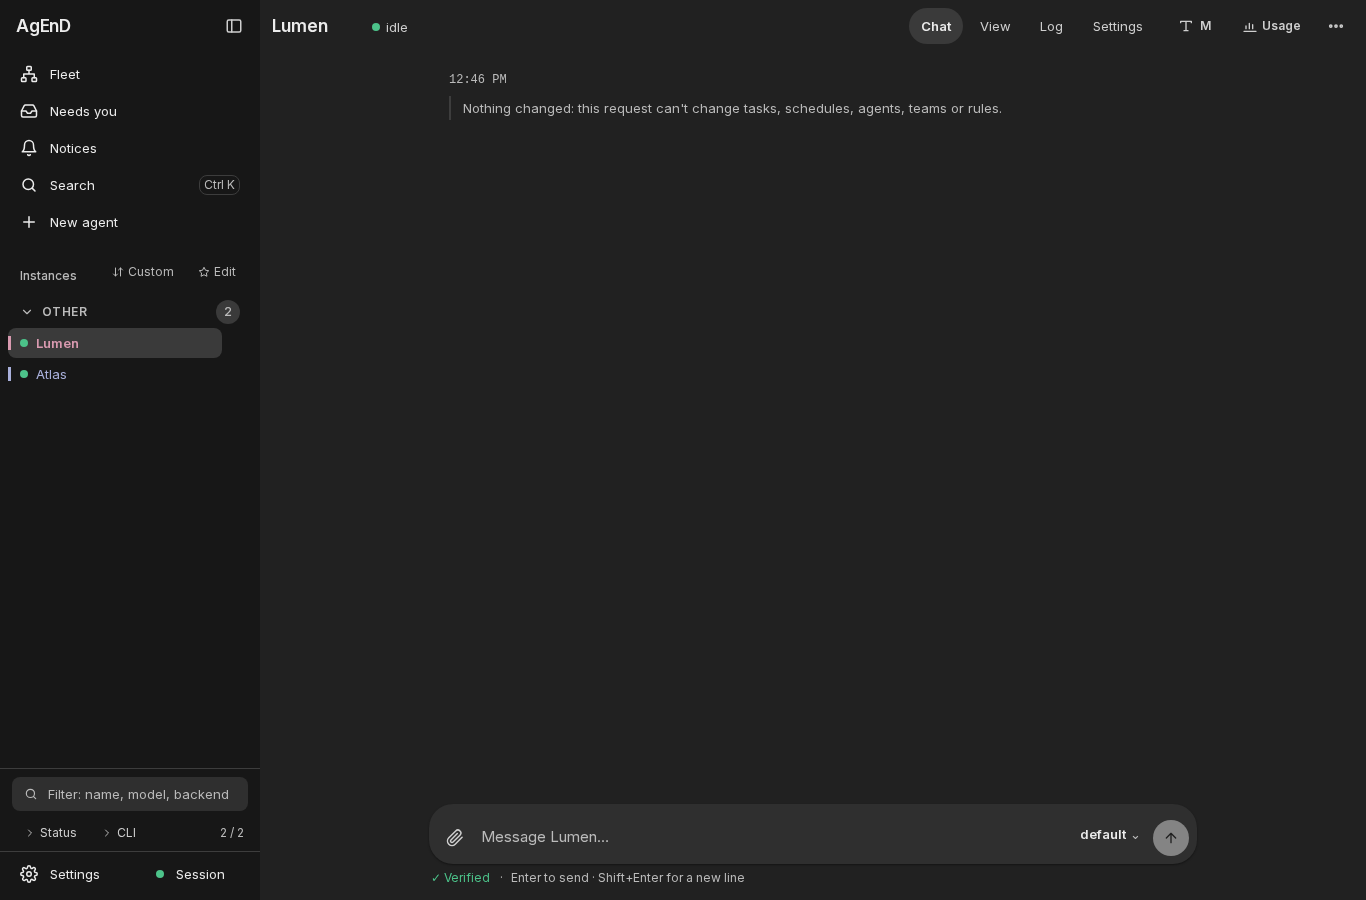 AgEnD
Fleet
Needs you
Notices
Search Ctrl K
New agent
Instances Custom Edit
OTHER 2
Lumen
Atlas
Filter: name, model, backend
Status CLI 2 / 2
Settings Session
Lumen idle Chat View Log Settings M Usage
12:46 PM
Nothing changed: this request can't change tasks, schedules, agents, teams or rules.
Message Lumen... default
✓ Verified · Enter to send · Shift+Enter for a new line